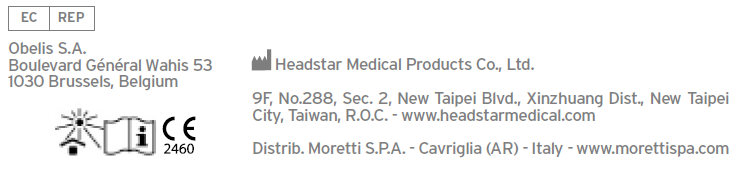 EC REP
Obelis S.A.
Boulevard Général Wahis 53
1030 Brussels, Belgium
i CE
2460
Headstar Medical Products Co., Ltd.
9F, No.288, Sec. 2, New Taipei Blvd., Xinzhuang Dist., New Taipei
City, Taiwan, R.O.C. - www.headstarmedical.com
Distrib. Moretti S.P.A. - Cavriglia (AR) - Italy - www.morettispa.com